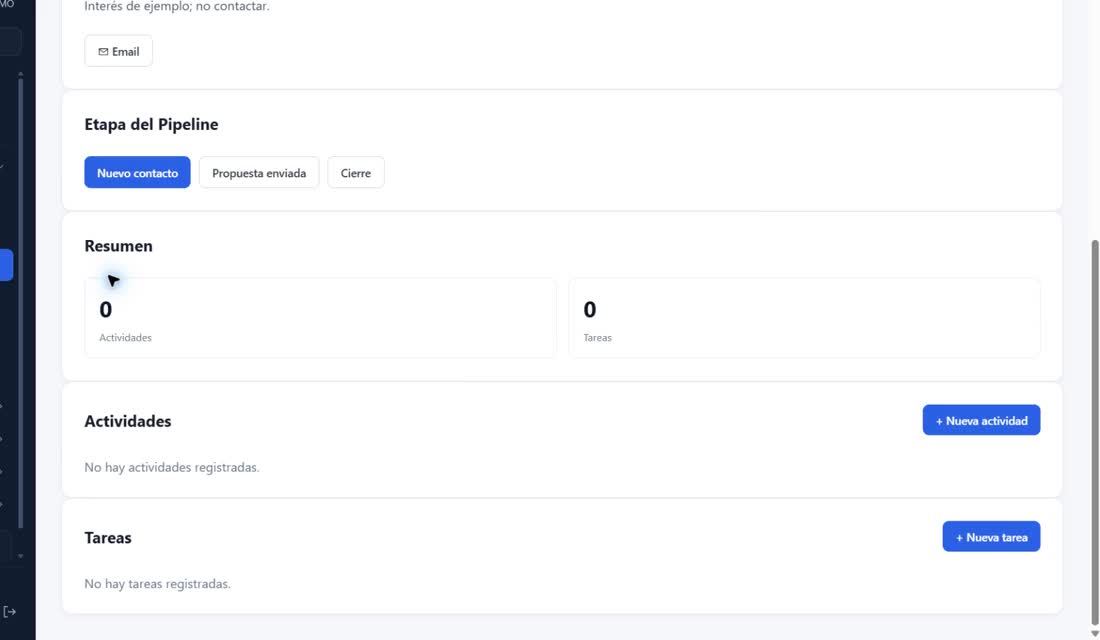 MO
Interés de ejemplo; no contactar.
Email
Etapa del Pipeline
Nuevo contacto
Propuesta enviada
Cierre
Resumen
0
Actividades
0
Tareas
Actividades
+ Nueva actividad
No hay actividades registradas.
Tareas
+ Nueva tarea
No hay tareas registradas.